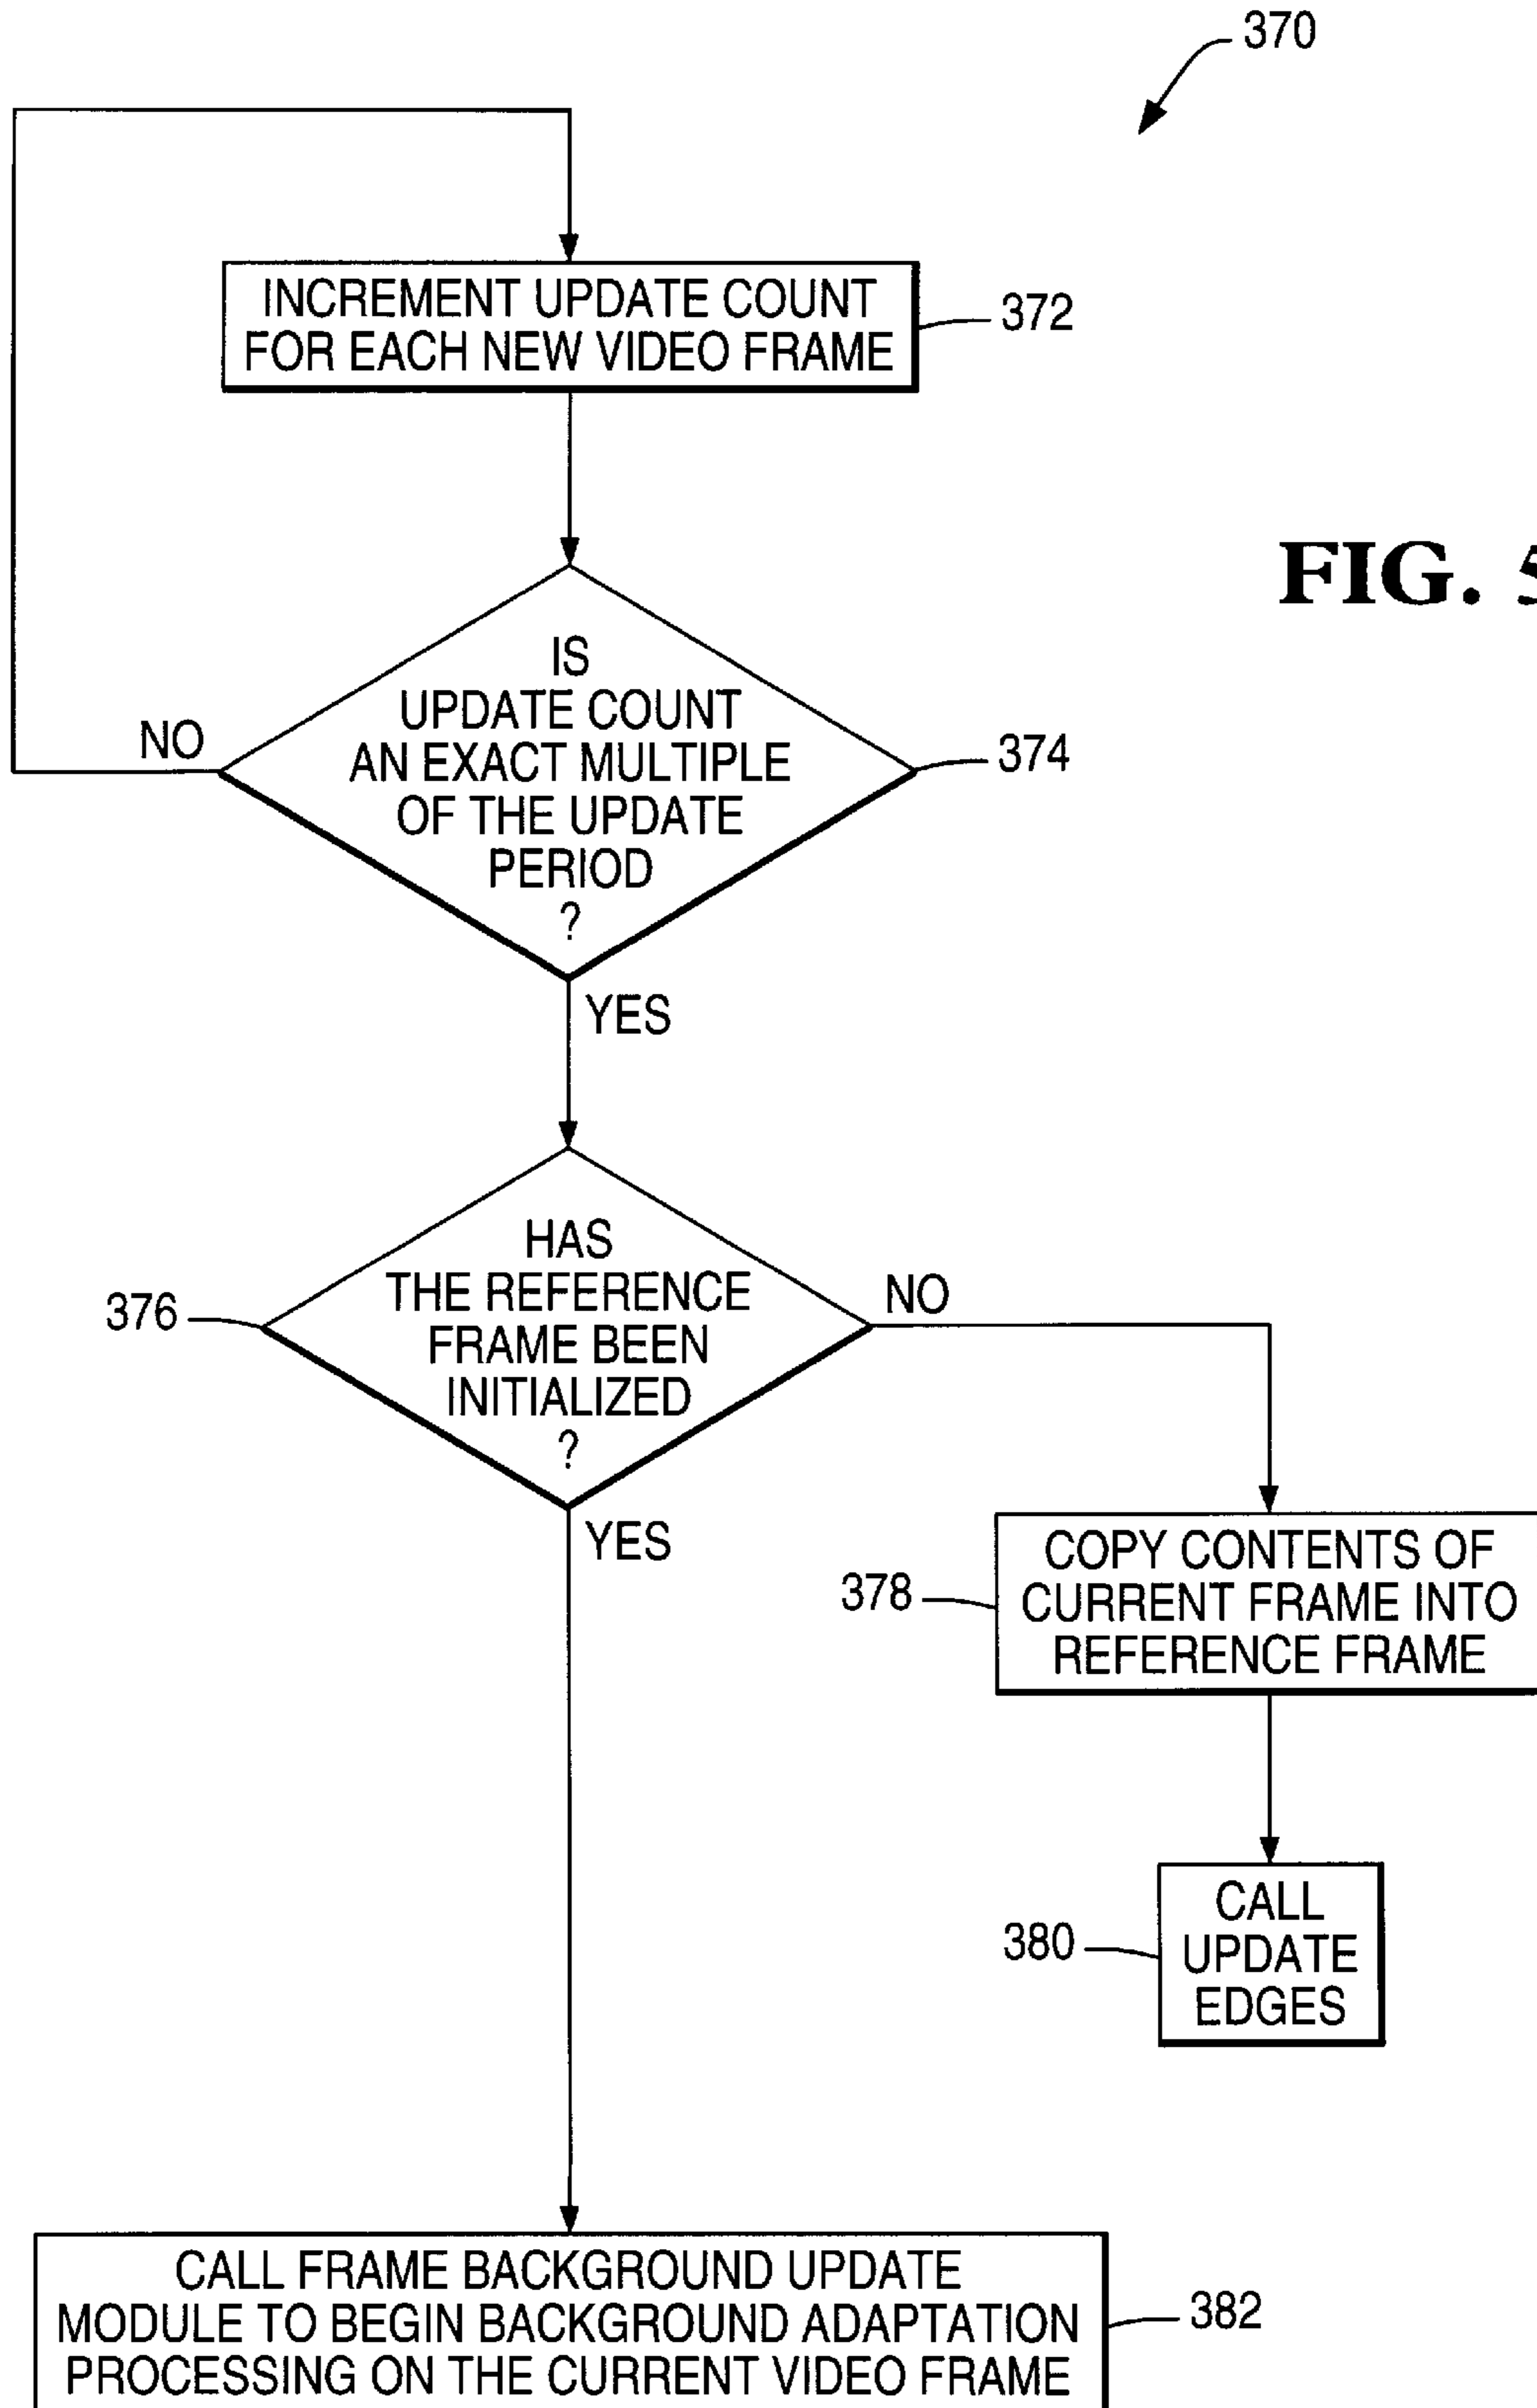 370
INCREMENT UPDATE COUNT
FOR EACH NEW VIDEO FRAME
372
FIG. 5
IS
UPDATE COUNT
AN EXACT MULTIPLE
OF THE UPDATE
PERIOD
?
NO
374
YES
HAS
THE REFERENCE
FRAME BEEN
INITIALIZED
?
376
NO
YES
COPY CONTENTS OF
CURRENT FRAME INTO
REFERENCE FRAME
378
CALL
UPDATE
EDGES
380
CALL FRAME BACKGROUND UPDATE
MODULE TO BEGIN BACKGROUND ADAPTATION
PROCESSING ON THE CURRENT VIDEO FRAME
382